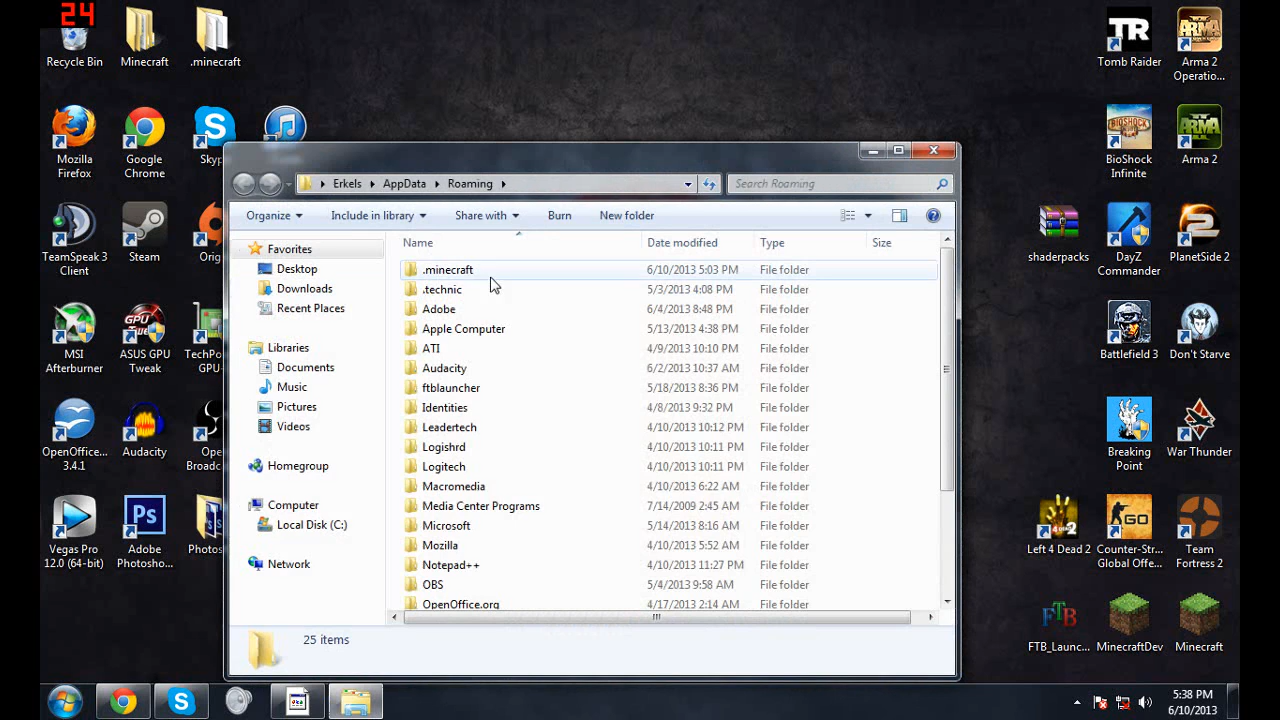 24
Recycle Bin
Minecraft
.minecraft
TR
Tomb Raider
ARMA 2
Arma 2
Operatio...
Mozilla
Firefox
Google
Chrome
Skyp
BIOSHOCK
BioShock
Infinite
ARMA 2
Arma 2
Erkels
AppData
Roaming
Search Roaming
Organize
Include in library
Share with
Burn
New folder
TeamSpeak 3
Client
Steam
Orig
shaderpacks
DayZ
Commander
PlanetSide 2
Favorites
Desktop
Downloads
Recent Places
Libraries
Documents
Music
Pictures
Videos
Homegroup
Computer
Local Disk (C:)
Network
Name Date modified Type Size
.minecraft 6/10/2013 5:03 PM File folder
.technic 5/3/2013 4:08 PM File folder
Adobe 6/4/2013 8:48 PM File folder
Apple Computer 5/13/2013 4:38 PM File folder
ATI 4/9/2013 10:10 PM File folder
Audacity 6/2/2013 10:37 AM File folder
ftblauncher 5/18/2013 8:36 PM File folder
Identities 4/8/2013 9:32 PM File folder
Leadertech 4/10/2013 10:12 PM File folder
Logishrd 4/10/2013 10:11 PM File folder
Logitech 4/10/2013 10:11 PM File folder
Macromedia 4/10/2013 6:22 AM File folder
Media Center Programs 7/14/2009 2:45 AM File folder
Microsoft 5/14/2013 8:16 AM File folder
Mozilla 4/10/2013 5:52 AM File folder
Notepad++ 4/10/2013 11:27 PM File folder
OBS 5/4/2013 9:58 AM File folder
OpenOffice.org 4/17/2013 2:14 AM File folder
25 items
MSI
Afterburner
GPU
Tweak
ASUS GPU
Tweak
TechPo
GPU-
Battlefield 3
Don't Starve
OpenOffice...
3.4.1
Audacity
Ope
Broadc
Breaking
Point
War Thunder
Vegas Pro
12.0 (64-bit)
Ps
Adobe
Photosho...
Photos
Left 4 Dead 2
GO
Counter-Str...
Global Offe...
Team
Fortress 2
FTB
FTB_Launc...
MinecraftDev
Minecraft
5:38 PM
6/10/2013